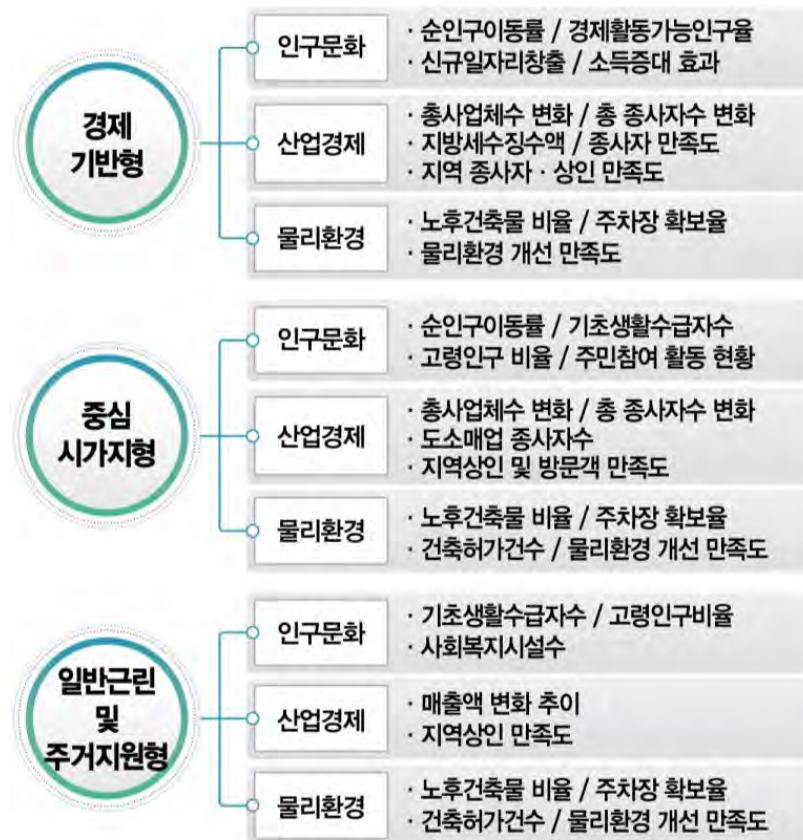 경제
기반형
인구문화
· 순인구이동률 / 경제활동가능인구율
· 신규일자리창출 / 소득증대 효과
산업경제
· 총사업체수 변화 / 총 종사자수 변화
· 지방세수징수액 / 종사자 만족도
· 지역 종사자 · 상인 만족도
물리환경
· 노후건축물 비율 / 주차장 확보율
· 물리환경 개선 만족도
중심
시가지형
인구문화
· 순인구이동률 / 기초생활수급자수
· 고령인구 비율 / 주민참여 활동 현황
산업경제
· 총사업체수 변화 / 총 종사자수 변화
· 도소매업 종사자수
· 지역상인 및 방문객 만족도
물리환경
· 노후건축물 비율 / 주차장 확보율
· 건축허가건수 / 물리환경 개선 만족도
일반근린
및
주거지원형
인구문화
· 기초생활수급자수 / 고령인구비율
· 사회복지시설수
산업경제
· 매출액 변화 추이
· 지역상인 만족도
물리환경
· 노후건축물 비율 / 주차장 확보율
· 건축허가건수 / 물리환경 개선 만족도